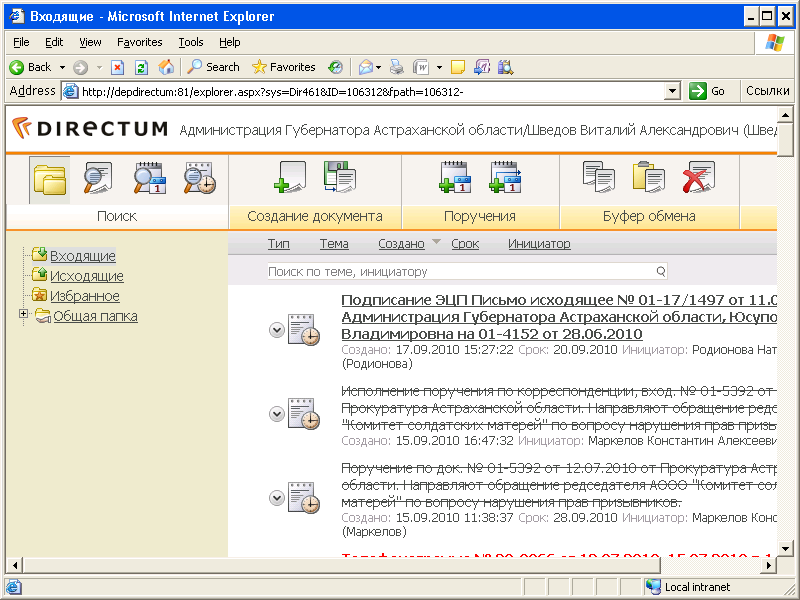 Входящие - Microsoft Internet Explorer
File Edit View Favorites Tools Help
Back Search Favorites
Address http://depdirectum:81/explorer.aspx?sys=Dir461&ID=106312&fpath=106312- Go Ссылки
DIRECTUM Администрация Губернатора Астраханской области/Шведов Виталий Александрович (Швед
Поиск Создание документа Поручения Буфер обмена
Входящие
Исходящие
Избранное
Общая папка
Тип Тема Создано Срок Инициатор
Поиск по теме, инициатору
Подписание ЭЦП Письмо исходящее № 01-17/1497 от 11.0
Администрация Губернатора Астраханской области, Юсупо
Владимировна на 01-4152 от 28.06.2010
Создано: 17.09.2010 15:27:22 Срок: 20.09.2010 Инициатор: Родионова Нат
(Родионова)
Исполнение поручения по корреспонденции, вход. № 01-5392 от
Прокуратура Астраханской области. Направляют обращение редс
"Комитет солдатских матерей" по вопросу нарушения прав призы
Создано: 15.09.2010 16:47:32 Инициатор: Маркелов Константин Алексееви
Поручение по док. № 01-5392 от 12.07.2010 от Прокуратура Астр
области. Направляют обращение редседателя АООО "Комитет сол
матерей" по вопросу нарушения прав призывников.
Создано: 15.09.2010 11:38:37 Срок: 28.09.2010 Инициатор: Маркелов Конс
(Маркелов)
Local intranet